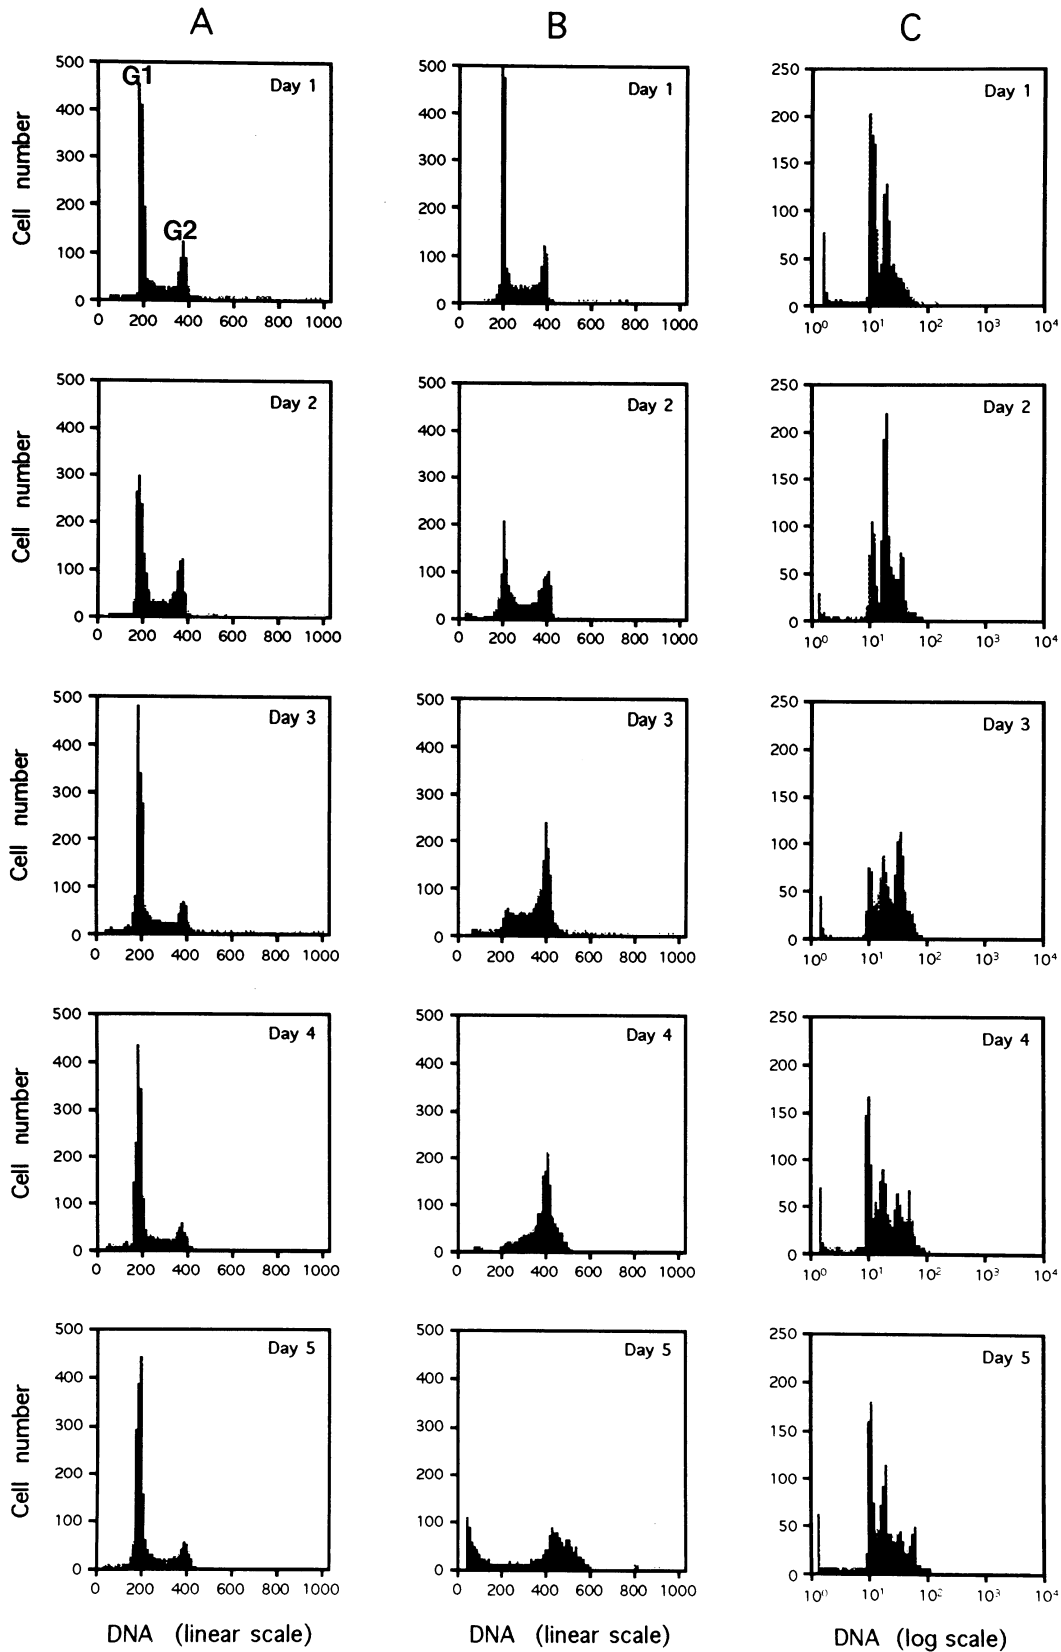 A B C
500 G1 Day 1
400
300
200 G2
100
0
0 200 400 600 800 1000
Cell number
500 Day 1
400
300
200
100
0
0 200 400 600 800 1000
250 Day 1
200
150
100
50
0
10⁰ 10¹ 10² 10³ 10⁴
500 Day 2
400
300
200
100
0
0 200 400 600 800 1000
Cell number
500 Day 2
400
300
200
100
0
0 200 400 600 800 1000
250 Day 2
200
150
100
50
0
10⁰ 10¹ 10² 10³ 10⁴
500 Day 3
400
300
200
100
0
0 200 400 600 800 1000
Cell number
500 Day 3
400
300
200
100
0
0 200 400 600 800 1000
250 Day 3
200
150
100
50
0
10⁰ 10¹ 10² 10³ 10⁴
500 Day 4
400
300
200
100
0
0 200 400 600 800 1000
Cell number
500 Day 4
400
300
200
100
0
0 200 400 600 800 1000
250 Day 4
200
150
100
50
0
10⁰ 10¹ 10² 10³ 10⁴
500 Day 5
400
300
200
100
0
0 200 400 600 800 1000
Cell number
500 Day 5
400
300
200
100
0
0 200 400 600 800 1000
250 Day 5
200
150
100
50
0
10⁰ 10¹ 10² 10³ 10⁴
DNA (linear scale)
DNA (linear scale)
DNA (log scale)